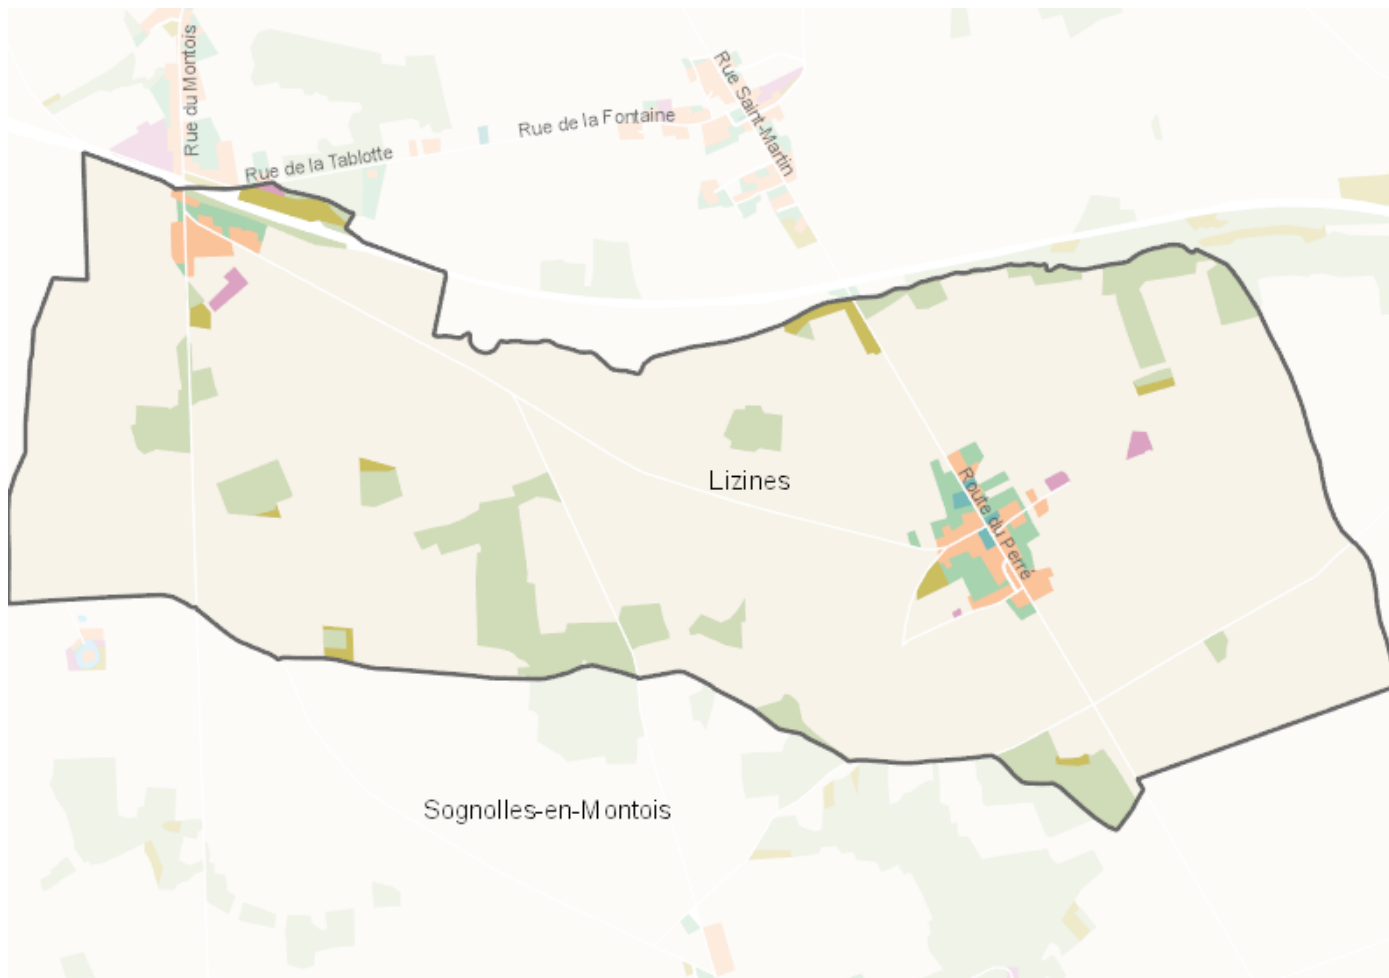 Rue du Montois
Rue Saint-Martin
Rue de la Fontaine
Rue de la Tablotte
Lizines
Route du Perré
Sognolles-en-Montois